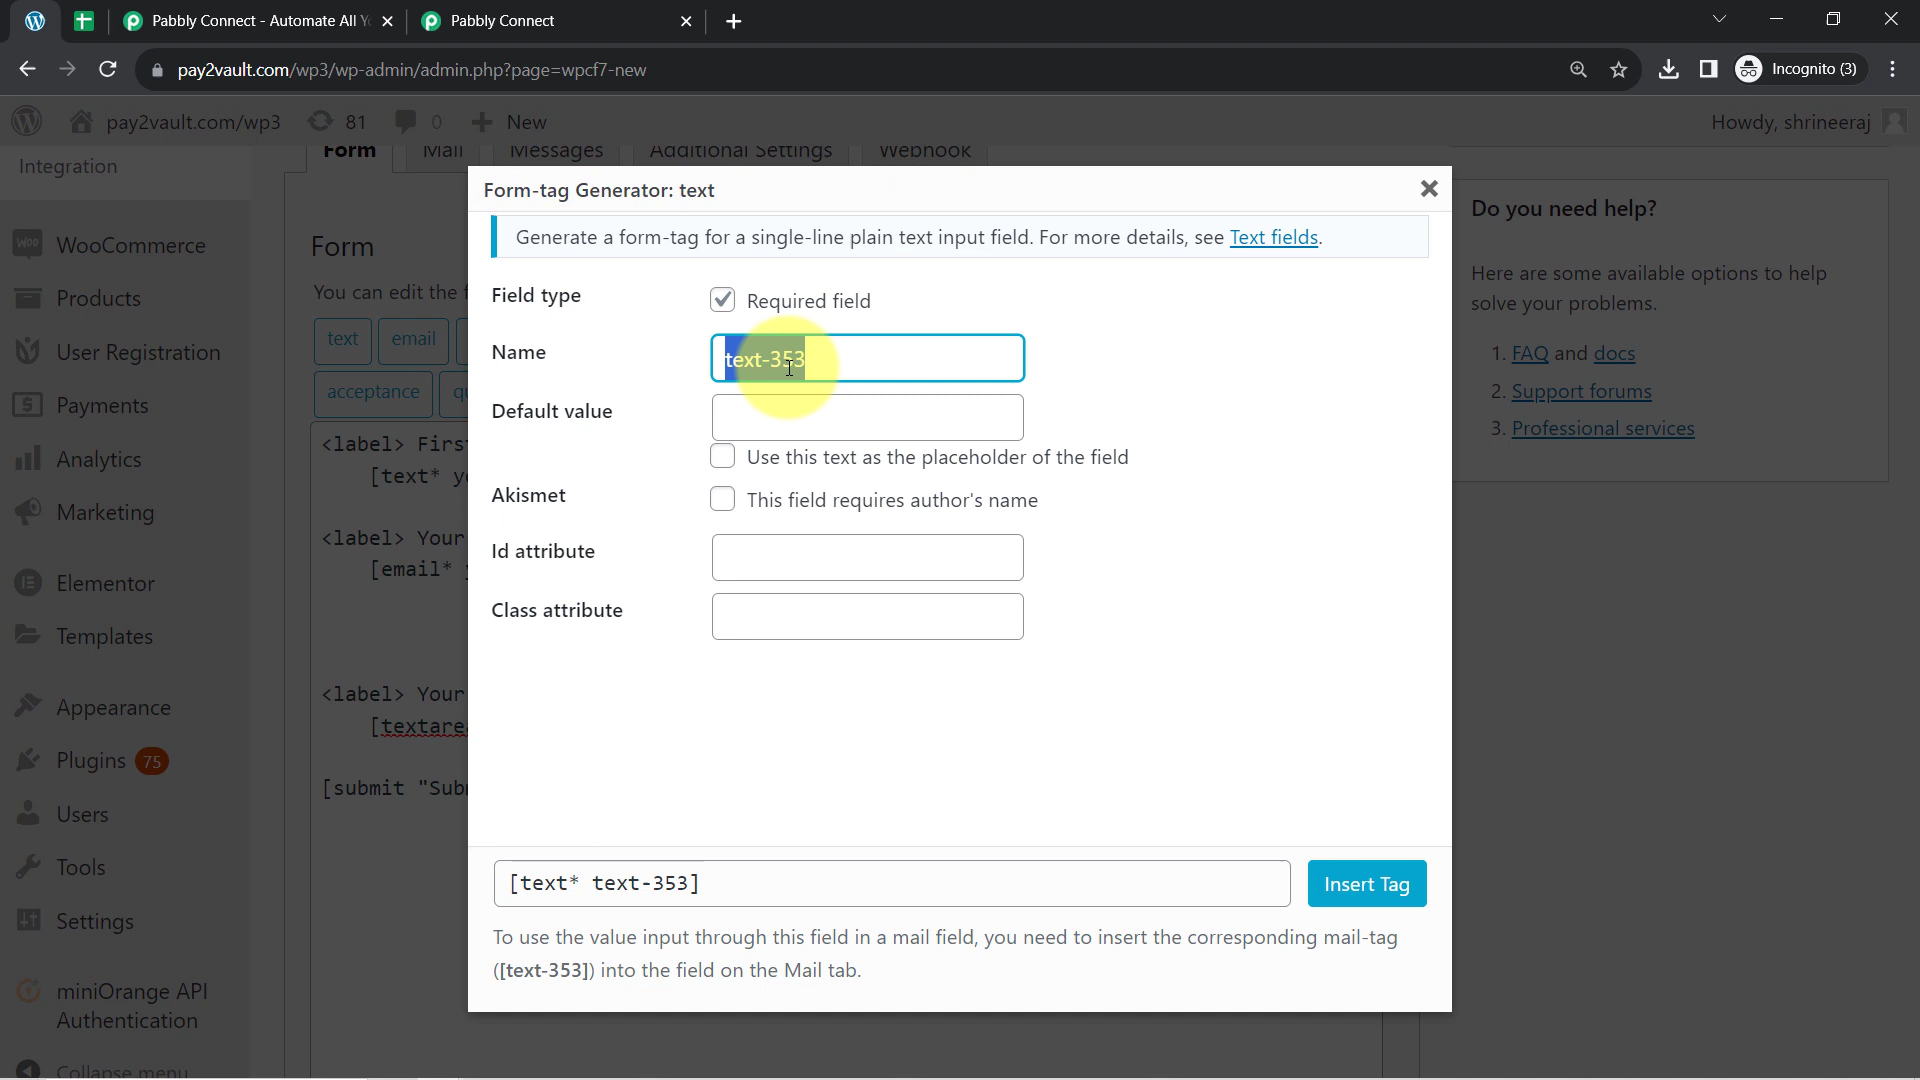 Pabbly Connect - Automate All Y
Pabbly Connect
pay2vault.com/wp3/wp-admin/admin.php?page=wpcf7-new
Incognito (3)
pay2vault.com/wp3
81
0
New
Howdy, shrineeraj
Integration
WooCommerce
Products
User Registration
Payments
Analytics
Marketing
Elementor
Templates
Appearance
Plugins 75
Users
Tools
Settings
miniOrange API
Authentication
Collapse menu
Form
Mail
Messages
Additional Settings
Webhook
Form
You can edit the f
text
email
acceptance
qu
<label> Firs
[text* y
<label> Your
[email*
<label> Your
[textarea
[submit "Sub
Form-tag Generator: text
Generate a form-tag for a single-line plain text input field. For more details, see Text fields.
Field type
Required field
Name
text-353
Default value
Use this text as the placeholder of the field
Akismet
This field requires author's name
Id attribute
Class attribute
[text* text-353]
Insert Tag
To use the value input through this field in a mail field, you need to insert the corresponding mail-tag
([text-353]) into the field on the Mail tab.
Do you need help?
Here are some available options to help
solve your problems.
1. FAQ and docs
2. Support forums
3. Professional services